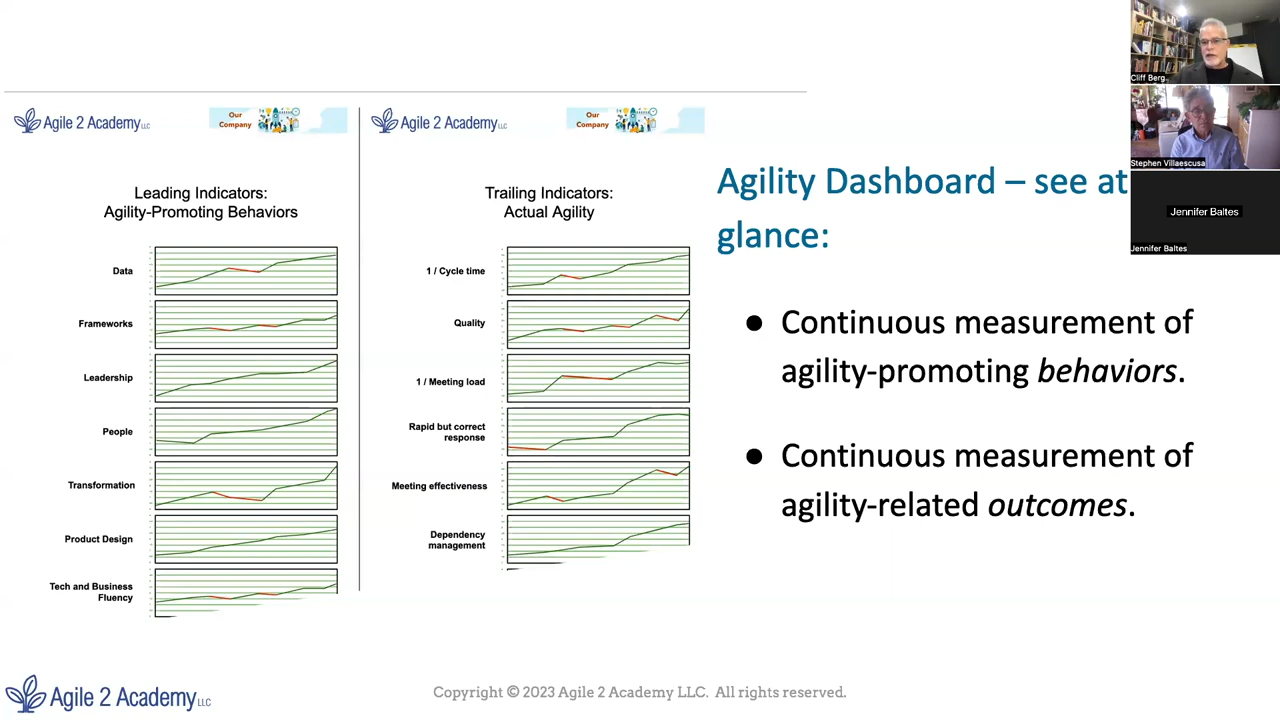 Agile 2 Academy LLC
Our
Company
Leading Indicators:
Agility-Promoting Behaviors
Data
Frameworks
Leadership
People
Transformation
Product Design
Tech and Business
Fluency
Agile 2 Academy LLC
Our
Company
Trailing Indicators:
Actual Agility
1 / Cycle time
Quality
1 / Meeting load
Rapid but correct
response
Meeting effectiveness
Dependency
management
Agility Dashboard – see at
glance:
● Continuous measurement of
agility-promoting behaviors.
● Continuous measurement of
agility-related outcomes.
Cliff Berg
Stephen Villaescusa
Jennifer Baltes
Jennifer Baltes
Agile 2 Academy LLC
Copyright © 2023 Agile 2 Academy LLC. All rights reserved.